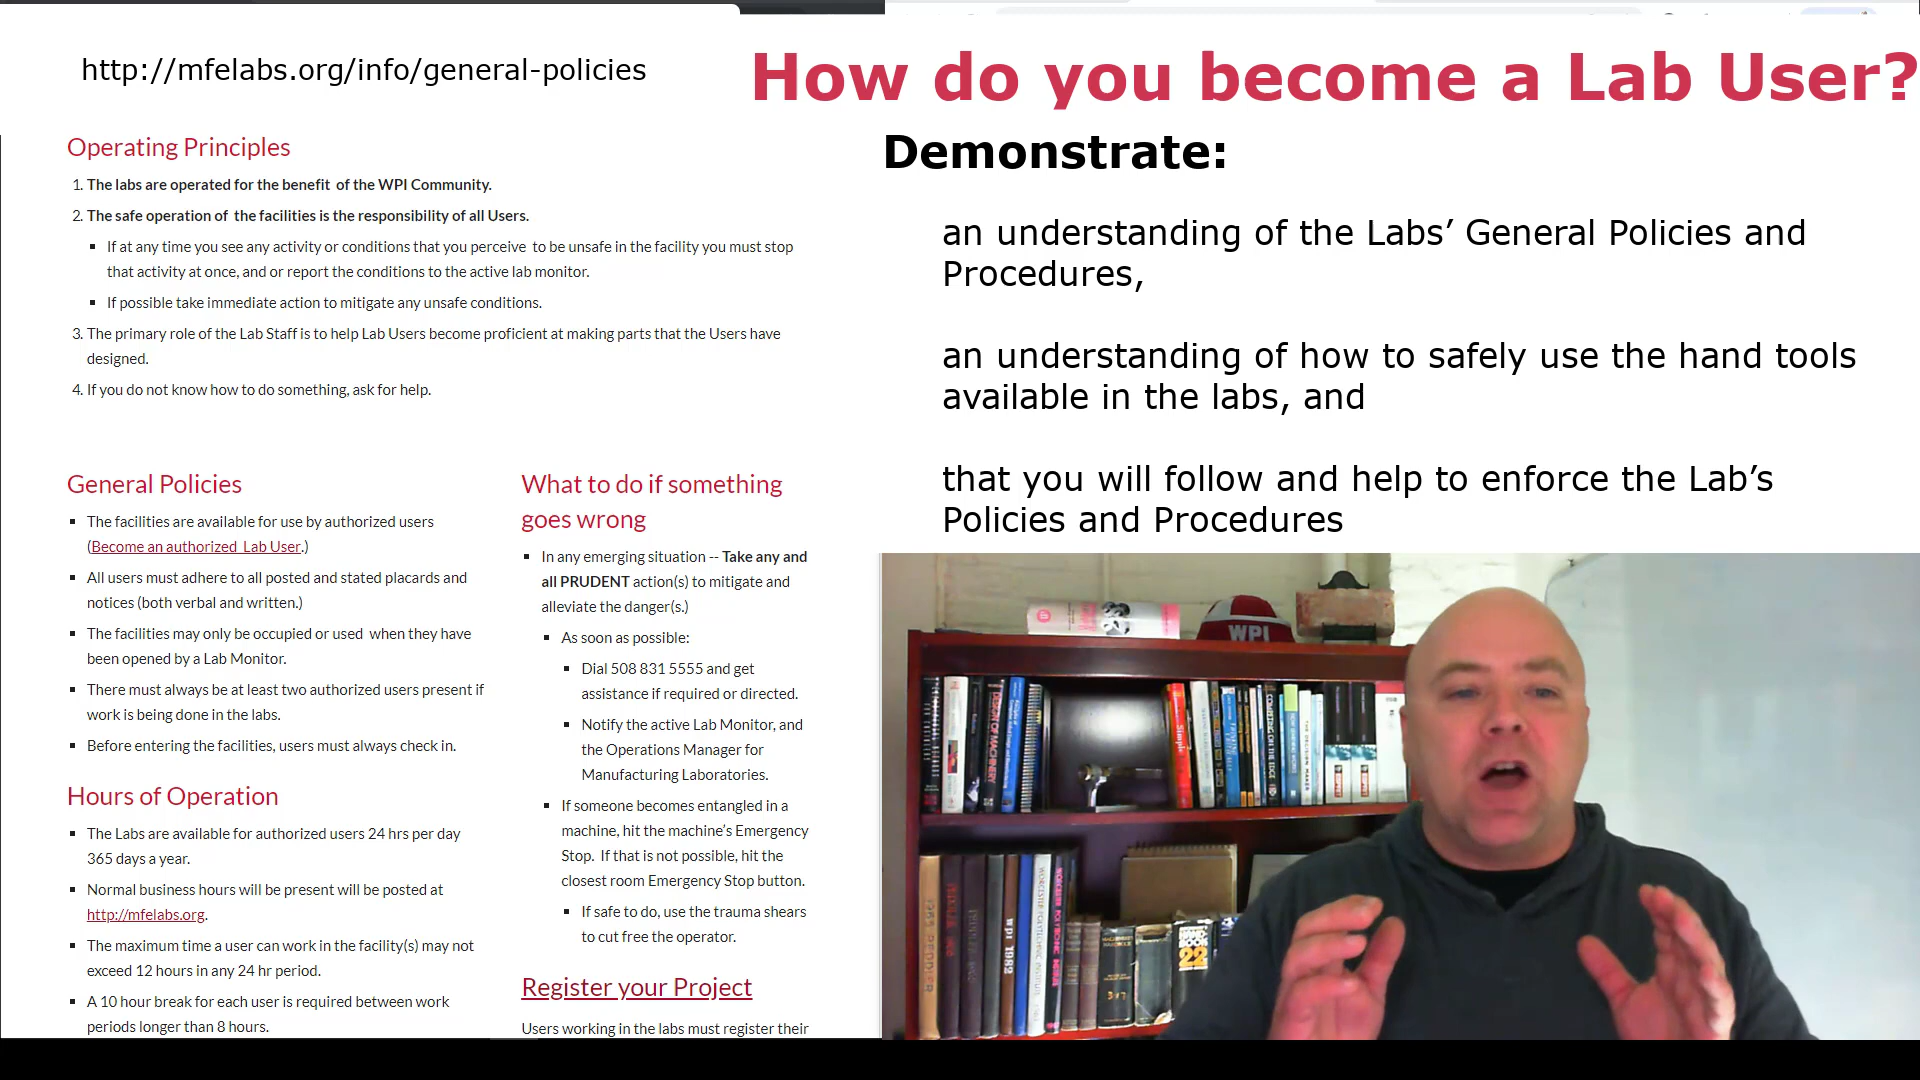 http://mfelabs.org/info/general-policies
How do you become a Lab User?
Operating Principles
1. The labs are operated for the benefit of the WPI Community.
2. The safe operation of the facilities is the responsibility of all Users.
▪ If at any time you see any activity or conditions that you perceive to be unsafe in the facility you must stop
that activity at once, and or report the conditions to the active lab monitor.
▪ If possible take immediate action to mitigate any unsafe conditions.
3. The primary role of the Lab Staff is to help Lab Users become proficient at making parts that the Users have
designed.
4. If you do not know how to do something, ask for help.
General Policies
▪ The facilities are available for use by authorized users
(Become an authorized Lab User.)
▪ All users must adhere to all posted and stated placards and
notices (both verbal and written.)
▪ The facilities may only be occupied or used when they have
been opened by a Lab Monitor.
▪ There must always be at least two authorized users present if
work is being done in the labs.
▪ Before entering the facilities, users must always check in.
Hours of Operation
▪ The Labs are available for authorized users 24 hrs per day
365 days a year.
▪ Normal business hours will be present will be posted at
http://mfelabs.org.
▪ The maximum time a user can work in the facility(s) may not
exceed 12 hours in any 24 hr period.
▪ A 10 hour break for each user is required between work
periods longer than 8 hours.
What to do if something
goes wrong
▪ In any emerging situation -- Take any and
all PRUDENT action(s) to mitigate and
alleviate the danger(s.)
▪ As soon as possible:
▪ Dial 508 831 5555 and get
assistance if required or directed.
▪ Notify the active Lab Monitor, and
the Operations Manager for
Manufacturing Laboratories.
▪ If someone becomes entangled in a
machine, hit the machine’s Emergency
Stop. If that is not possible, hit the
closest room Emergency Stop button.
▪ If safe to do, use the trauma shears
to cut free the operator.
Register your Project
Users working in the labs must register their
Demonstrate:
an understanding of the Labs’ General Policies and
Procedures,
an understanding of how to safely use the hand tools
available in the labs, and
that you will follow and help to enforce the Lab’s
Policies and Procedures
WPI
DESIGN OF MACHINERY
Simple
wpi 1982
22